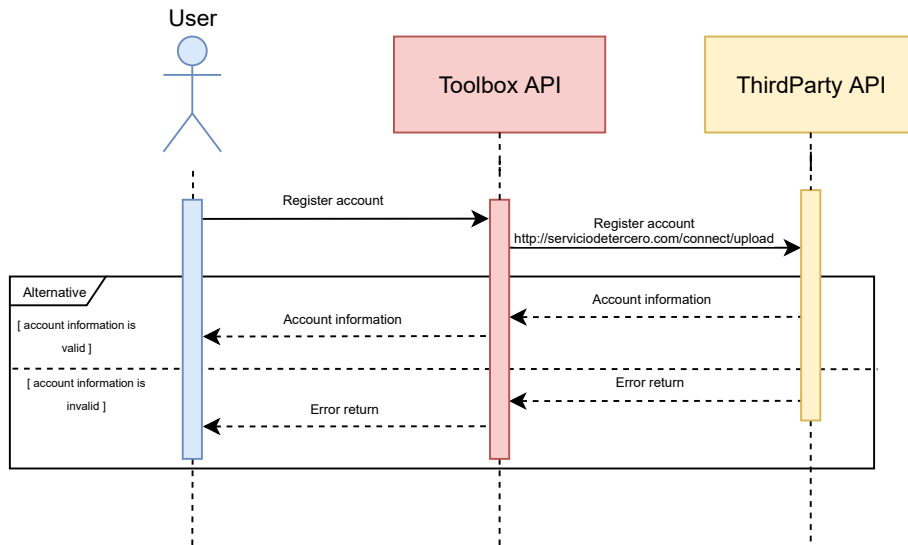 User
Toolbox API
ThirdParty API
Register account
Register account
http://serviciodetercero.com/connect/upload
Alternative
[ account information is
valid ]
Account information
Account information
[ account information is
invalid ]
Error return
Error return